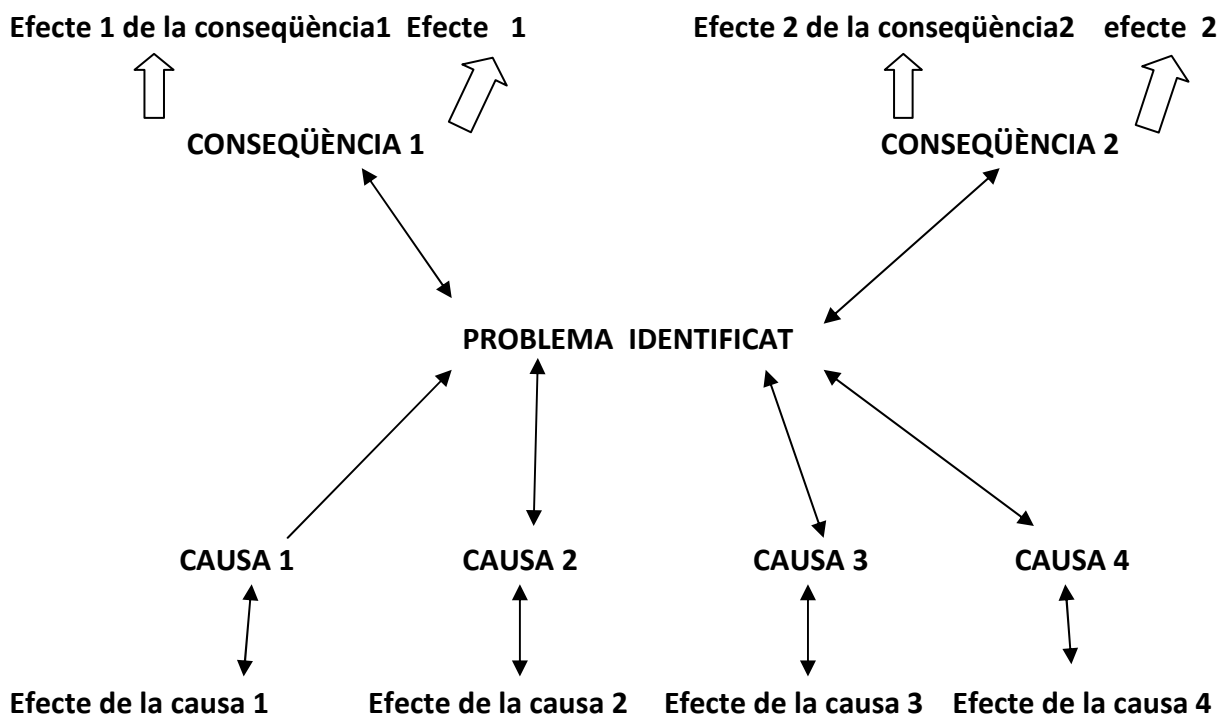 Efecte 1 de la conseqüència1 Efecte 1 Efecte 2 de la conseqüència2 efecte 2
CONSEQÜÈNCIA 1 CONSEQÜÈNCIA 2
PROBLEMA IDENTIFICAT
CAUSA 1 CAUSA 2 CAUSA 3 CAUSA 4
Efecte de la causa 1 Efecte de la causa 2 Efecte de la causa 3 Efecte de la causa 4